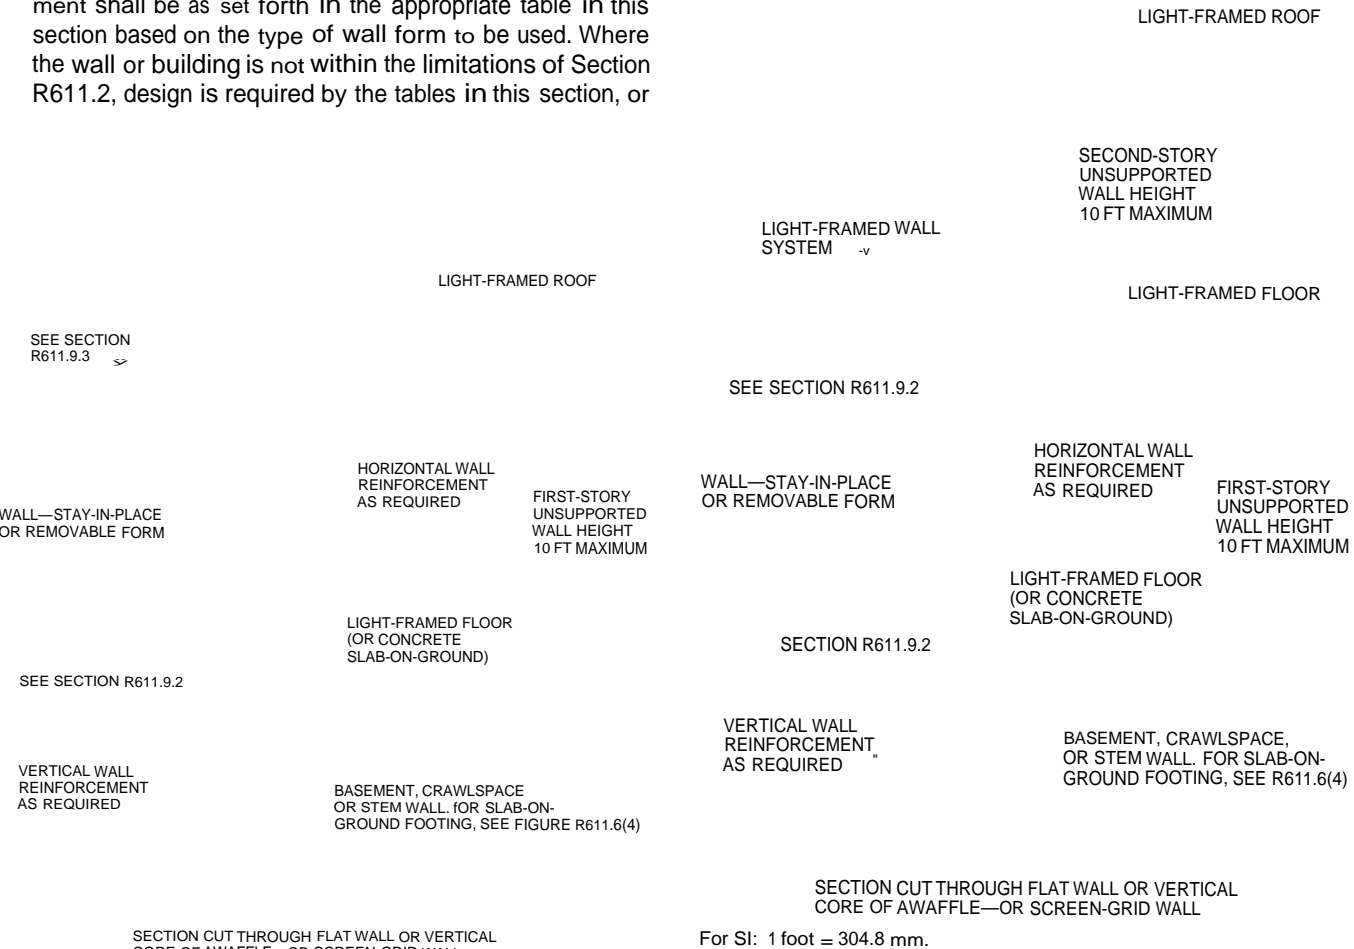 ment shall be as set forth in the appropriate table in this
section based on the type of wall form to be used. Where
the wall or building is not within the limitations of Section
R611.2, design is required by the tables in this section, or
LIGHT-FRAMED ROOF
SEE SECTION
R611.9.3
HORIZONTAL WALL
REINFORCEMENT
AS REQUIRED
FIRST-STORY
UNSUPPORTED
WALL HEIGHT
10 FT MAXIMUM
WALL—STAY-IN-PLACE
OR REMOVABLE FORM
LIGHT-FRAMED FLOOR
(OR CONCRETE
SLAB-ON-GROUND)
SEE SECTION R611.9.2
VERTICAL WALL
REINFORCEMENT
AS REQUIRED
BASEMENT, CRAWLSPACE
OR STEM WALL. fOR SLAB-ON-
GROUND FOOTING, SEE FIGURE R611.6(4)
SECTION CUT THROUGH FLAT WALL OR VERTICAL
LIGHT-FRAMED ROOF
SECOND-STORY
UNSUPPORTED
WALL HEIGHT
10 FT MAXIMUM
LIGHT-FRAMED WALL
SYSTEM -v
LIGHT-FRAMED FLOOR
SEE SECTION R611.9.2
HORIZONTAL WALL
REINFORCEMENT
AS REQUIRED
WALL—STAY-IN-PLACE
OR REMOVABLE FORM
FIRST-STORY
UNSUPPORTED
WALL HEIGHT
10 FT MAXIMUM
LIGHT-FRAMED FLOOR
(OR CONCRETE
SLAB-ON-GROUND)
SECTION R611.9.2
VERTICAL WALL
REINFORCEMENT
AS REQUIRED "
BASEMENT, CRAWLSPACE,
OR STEM WALL. FOR SLAB-ON-
GROUND FOOTING, SEE R611.6(4)
SECTION CUT THROUGH FLAT WALL OR VERTICAL
CORE OF AWAFFLE—OR SCREEN-GRID WALL
For SI: 1 foot = 304.8 mm.